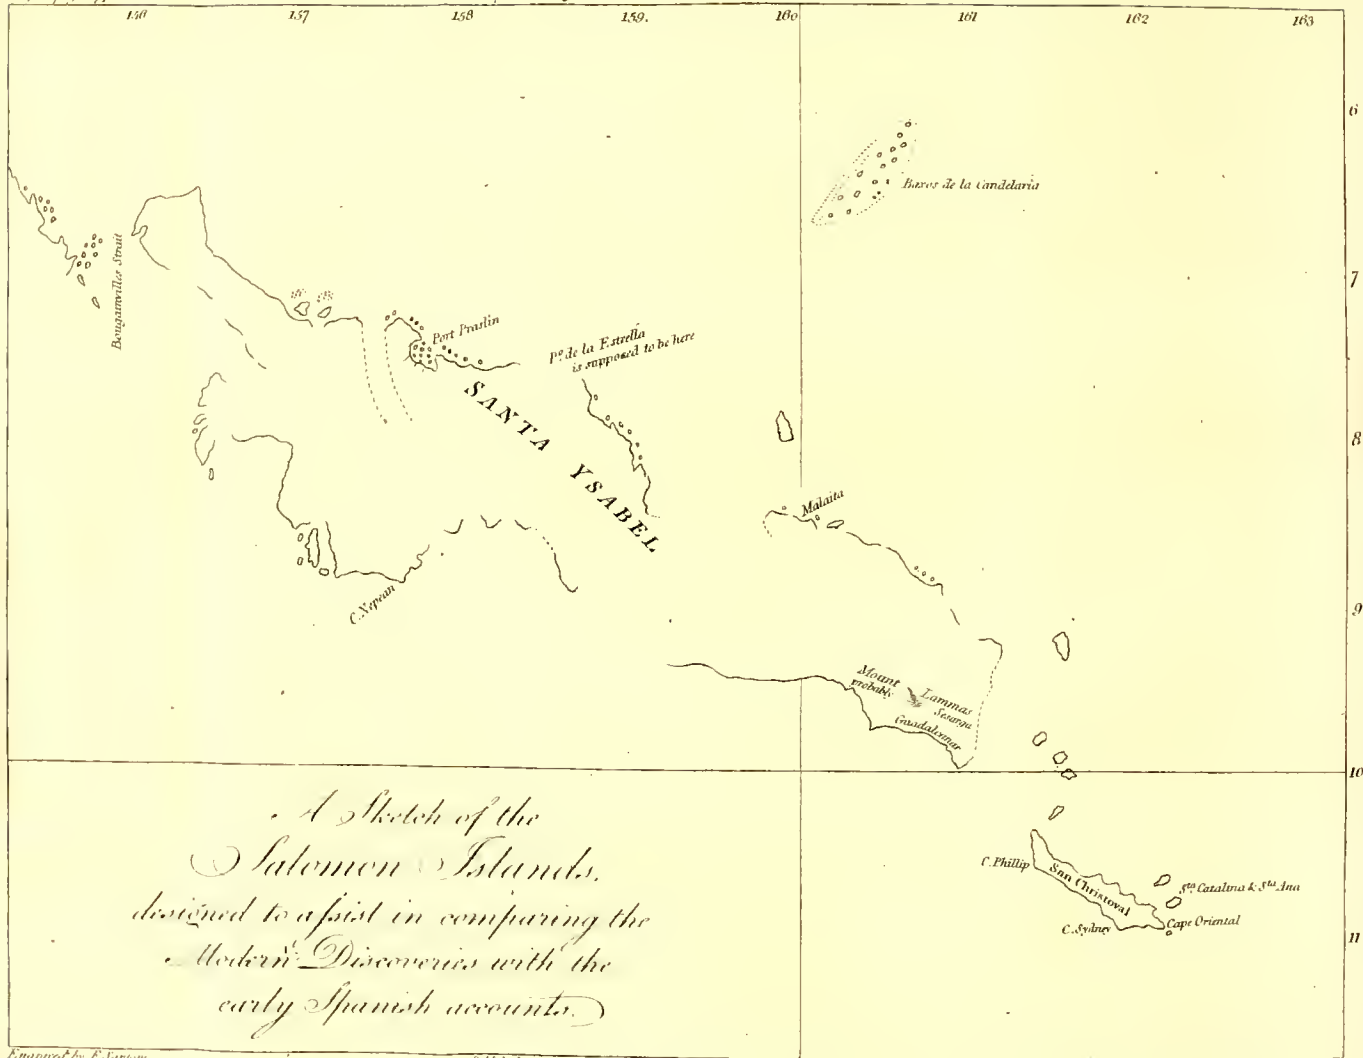 156 157 158 159. 160 161 162 163
6
Baxos de la Candelaria
7
Bougainvilles Strait
Port Praslin
Po. de la Estrella
is supposed to be here
SANTA YSABEL
8
Malaita
C. Nepean
9
Mount Lammas
probably Sesarga
Guadalcanar
10
A Sketch of the
Salomon Islands,
designed to assist in comparing the
Modern Discoveries with the
early Spanish accounts.
C. Phillip
San Christoval
Sta. Catalina & Sta. Ana
C. Sydney
Cape Oriental
11
Engraved by